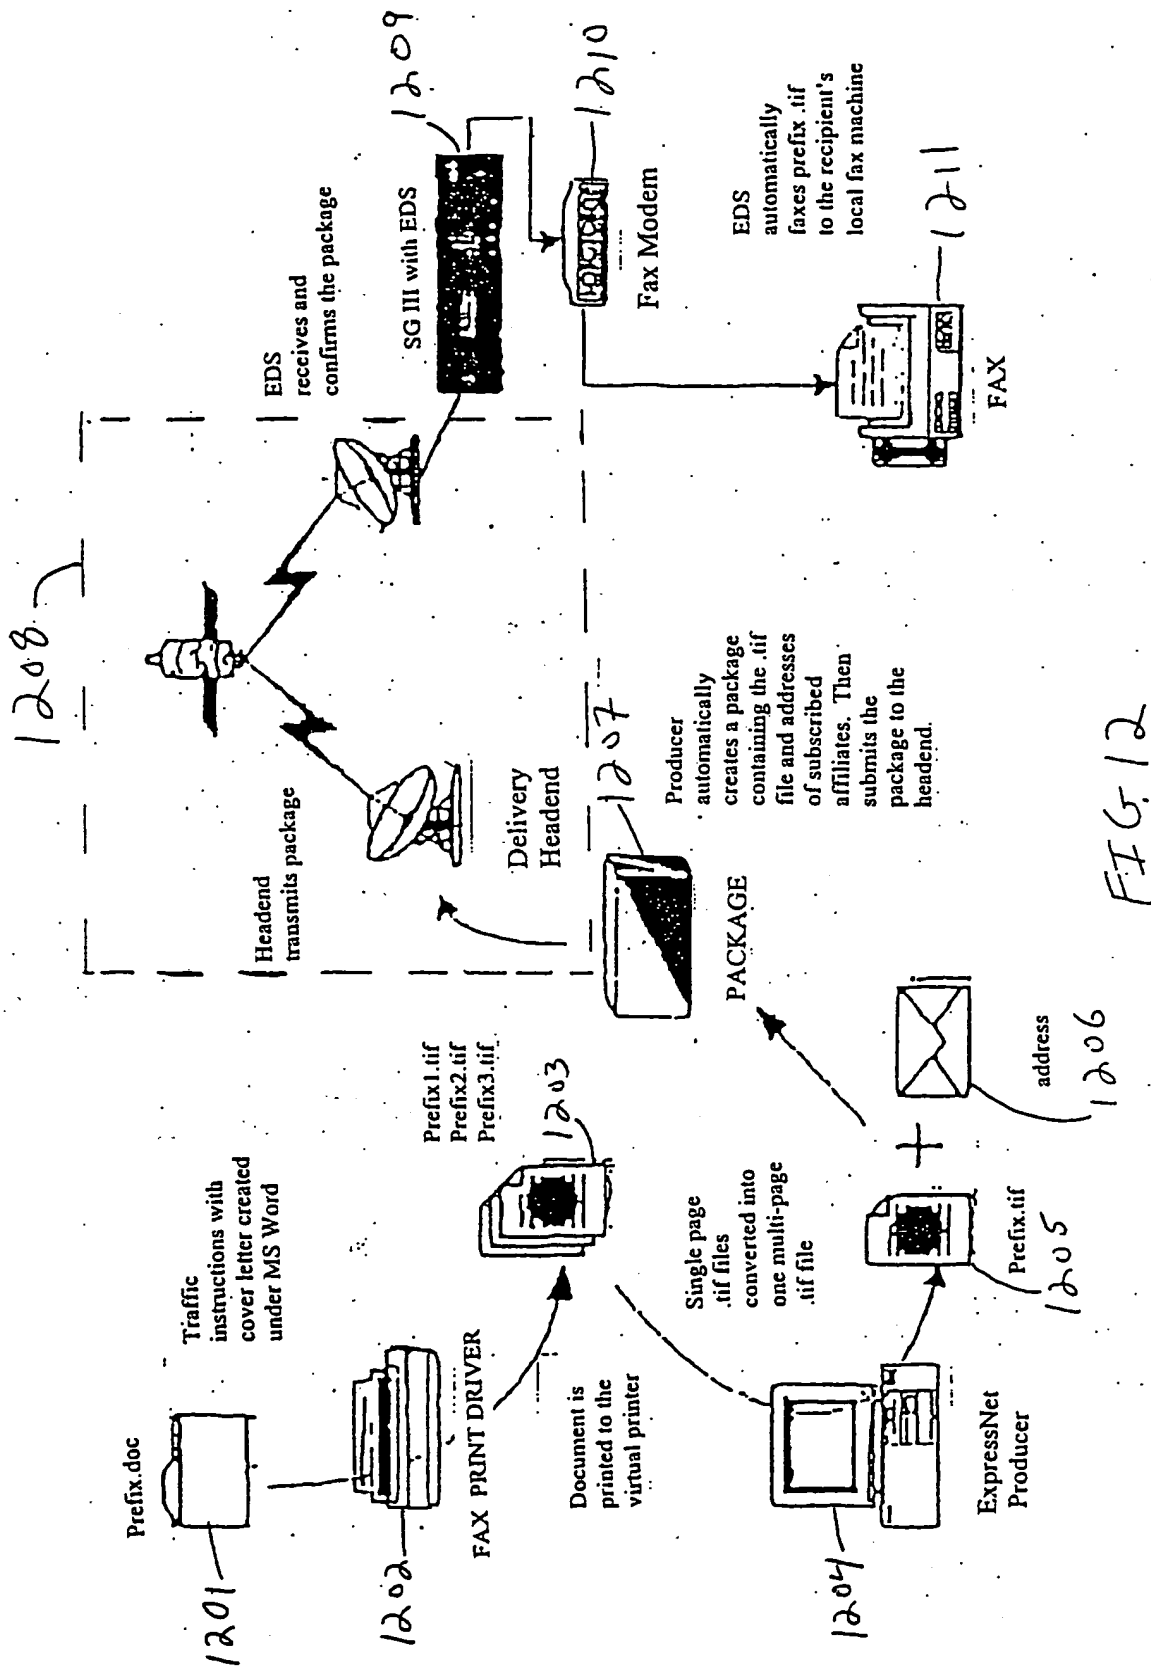 1208
Prefix.doc
1201
Traffic
instructions with
cover letter created
under MS Word
1202
FAX PRINT DRIVER
Document is
printed to the
virtual printer
Prefix1.tif
Prefix2.tif
Prefix3.tif
1203
1204
ExpressNet
Producer
Single page
.tif files
converted into
one multi-page
.tif file
Prefix.tif
1205
+
address
1206
PACKAGE
1207
Producer
automatically
creates a package
containing the .tif
file and addresses
of subscribed
affiliates. Then
submits the
package to the
headend.
Headend
transmits package
Delivery
Headend
EDS
receives and
confirms the package
SG III with EDS
1209
Fax Modem
1210
EDS
automatically
faxes prefix .tif
to the recipient's
local fax machine
FAX
1211
FIG 12